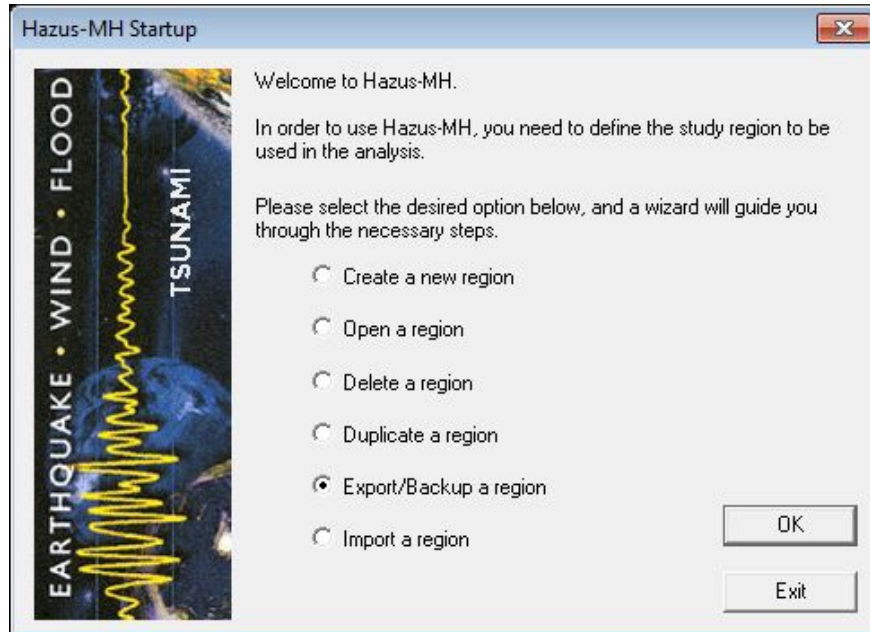 Hazus-MH Startup
EARTHQUAKE • WIND • FLOOD
TSUNAMI
Welcome to Hazus-MH.
In order to use Hazus-MH, you need to define the study region to be
used in the analysis.
Please select the desired option below, and a wizard will guide you
through the necessary steps.
Create a new region
Open a region
Delete a region
Duplicate a region
Export/Backup a region
Import a region
OK
Exit